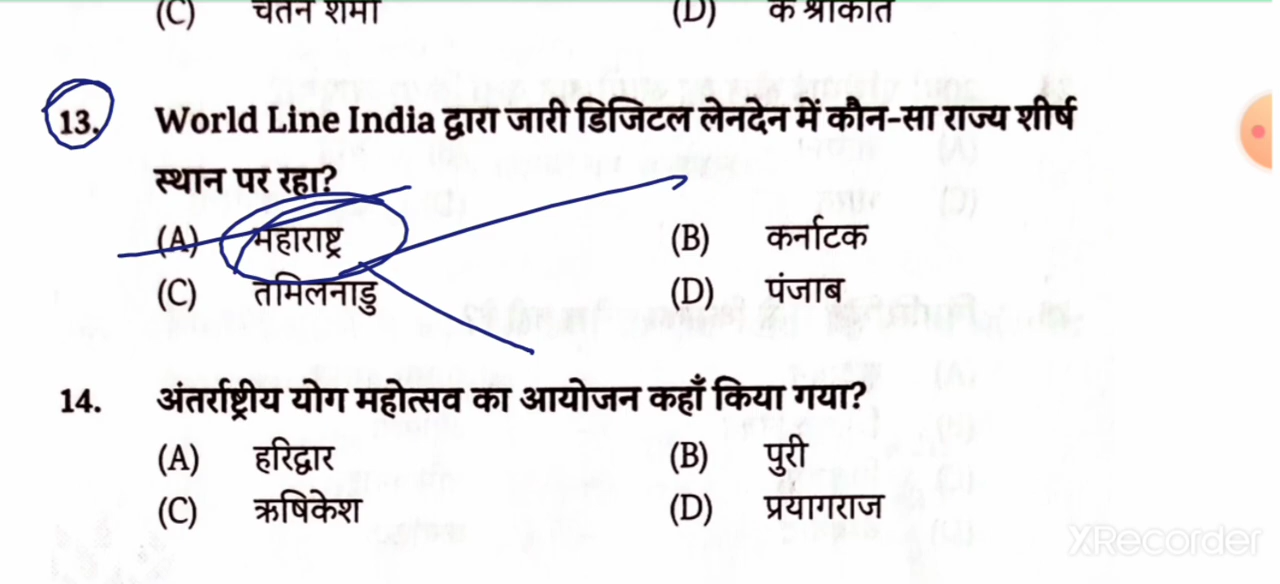 (C) चेतन शर्मा (D) के श्रीकांत
13. World Line India द्वारा जारी डिजिटल लेनदेन में कौन-सा राज्य शीर्ष
स्थान पर रहा?
(A) महाराष्ट्र (B) कर्नाटक
(C) तमिलनाडु (D) पंजाब
14. अंतर्राष्ट्रीय योग महोत्सव का आयोजन कहाँ किया गया?
(A) हरिद्वार (B) पुरी
(C) ऋषिकेश (D) प्रयागराज
XRecorder